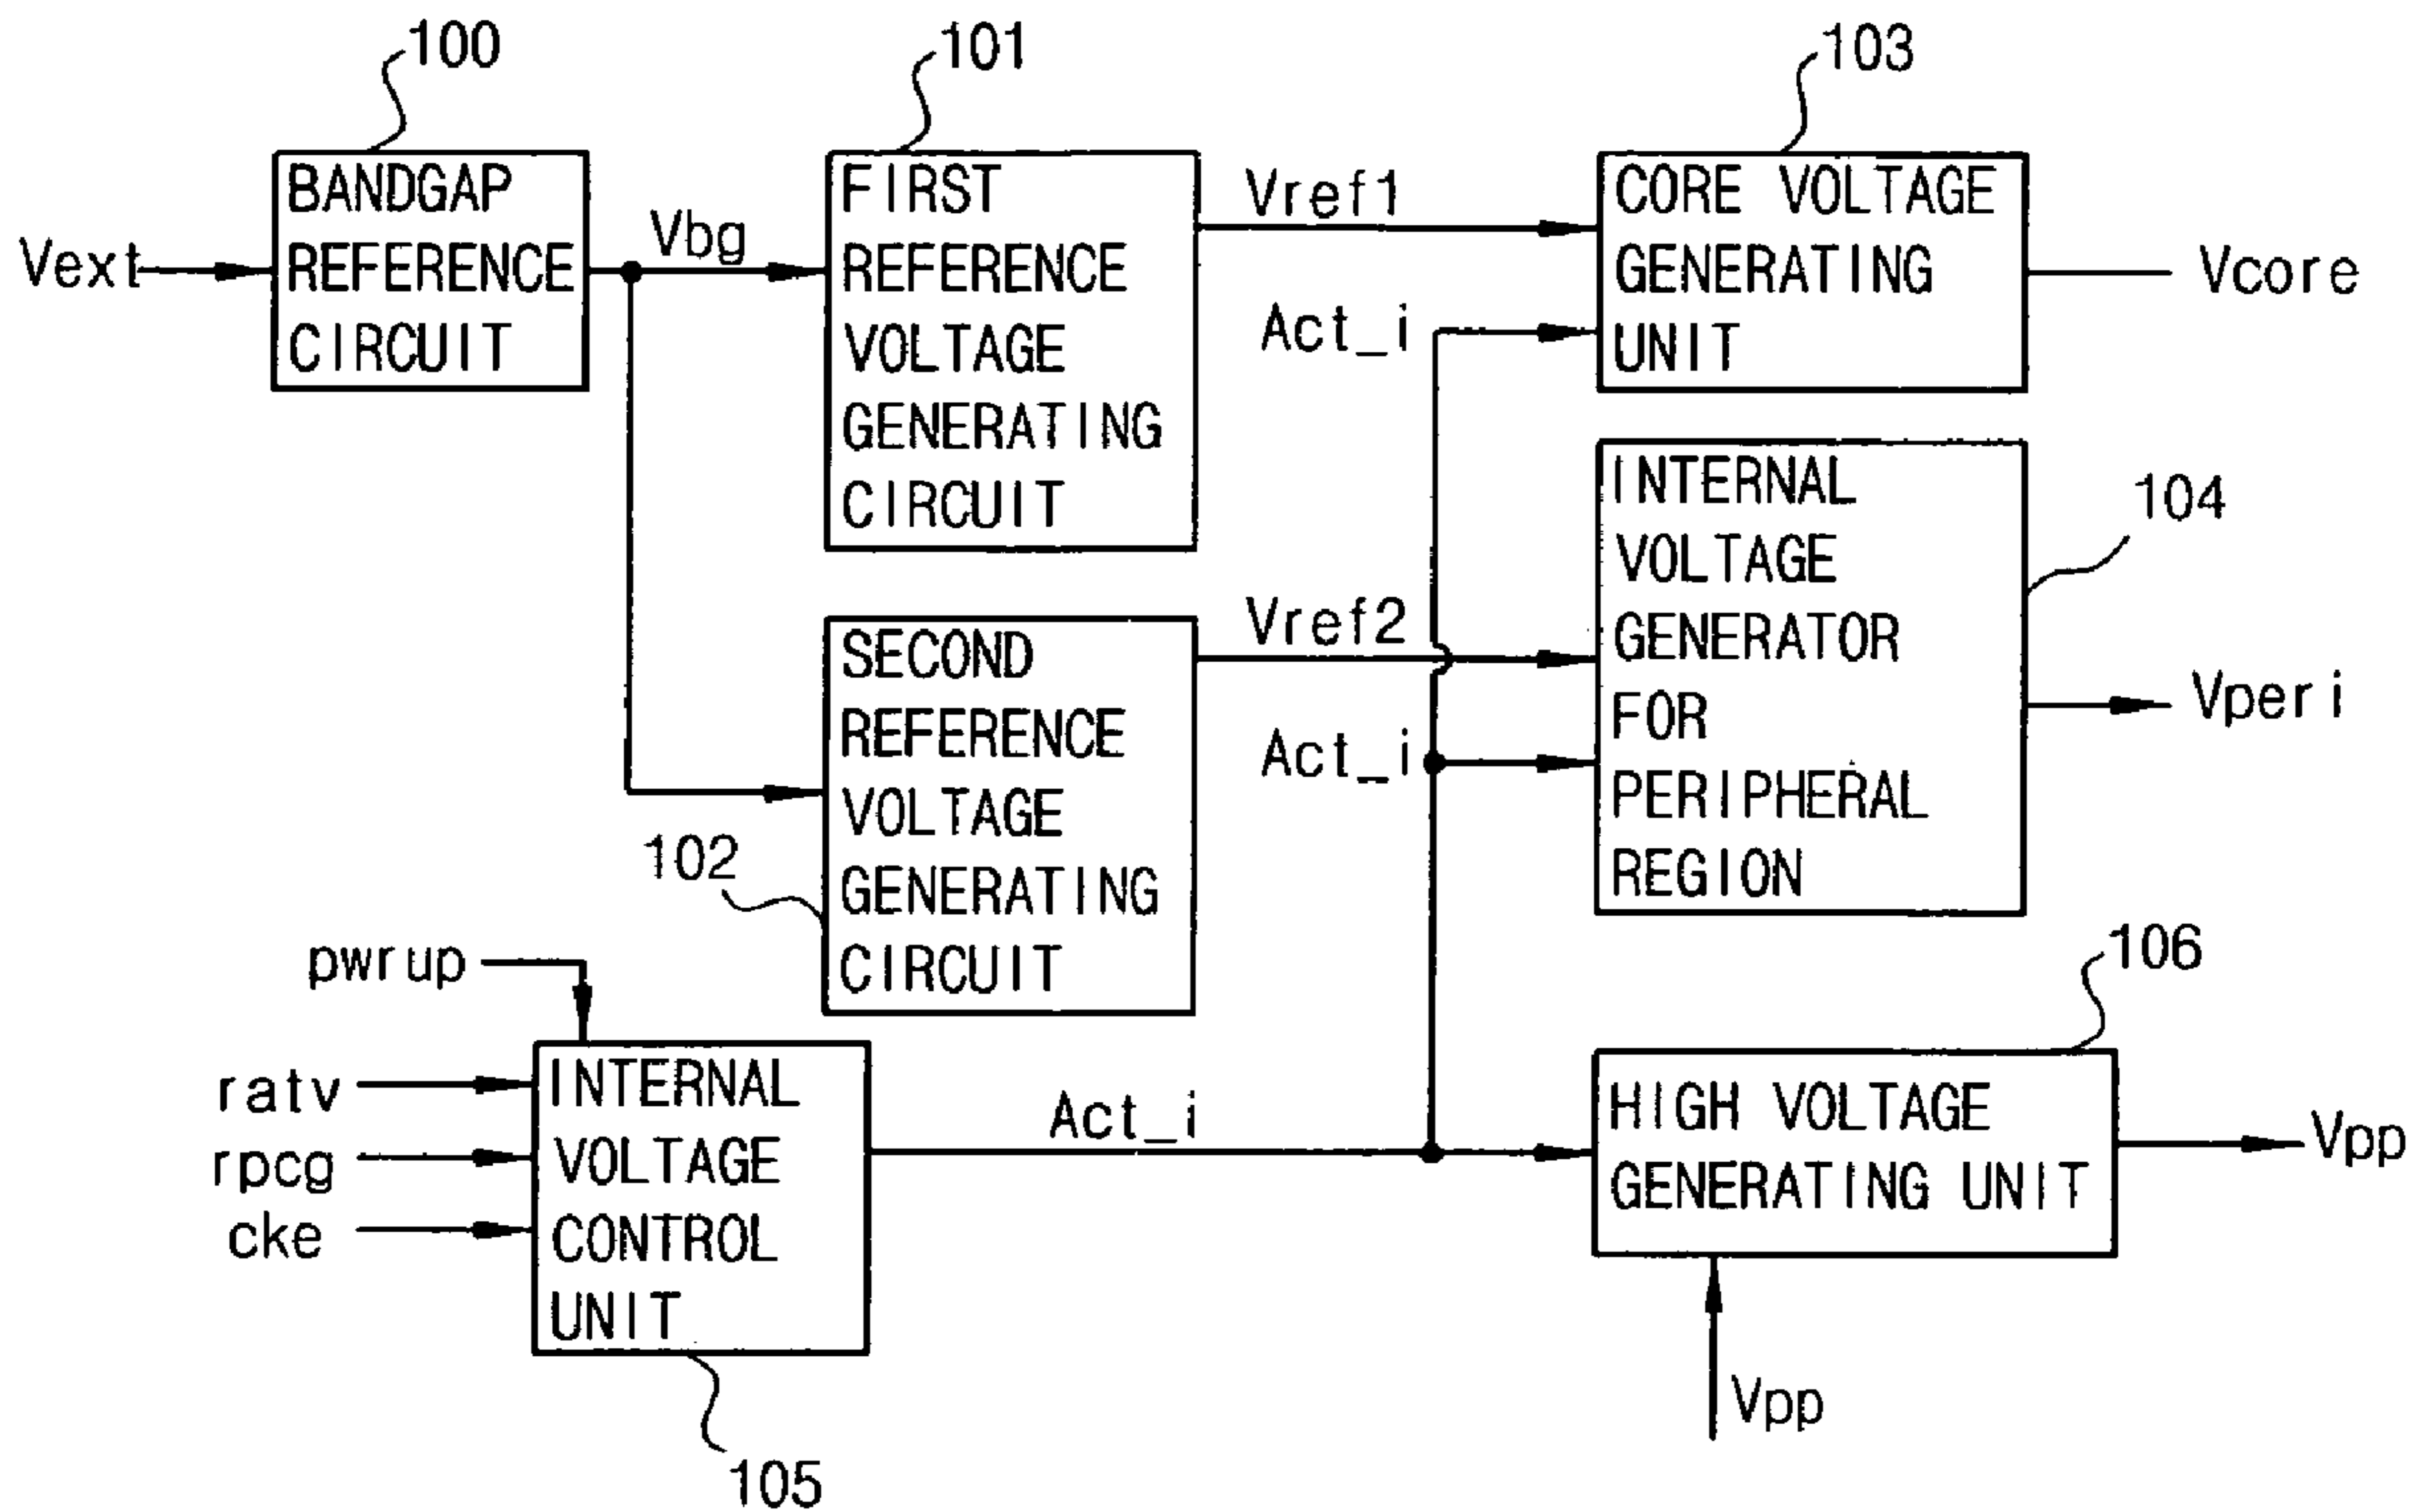 100
101
103
BANDGAP
REFERENCE
CIRCUIT
Vext
Vbg
FIRST
REFERENCE
VOLTAGE
GENERATING
CIRCUIT
Vref1
Act_i
CORE VOLTAGE
GENERATING
UNIT
Vcore
INTERNAL
VOLTAGE
GENERATOR
FOR
PERIPHERAL
REGION
104
Vperi
SECOND
REFERENCE
VOLTAGE
GENERATING
CIRCUIT
102
Vref2
Act_i
pwrup
ratv
rpcg
cke
INTERNAL
VOLTAGE
CONTROL
UNIT
105
Act_i
106
HIGH VOLTAGE
GENERATING UNIT
Vpp
Vpp